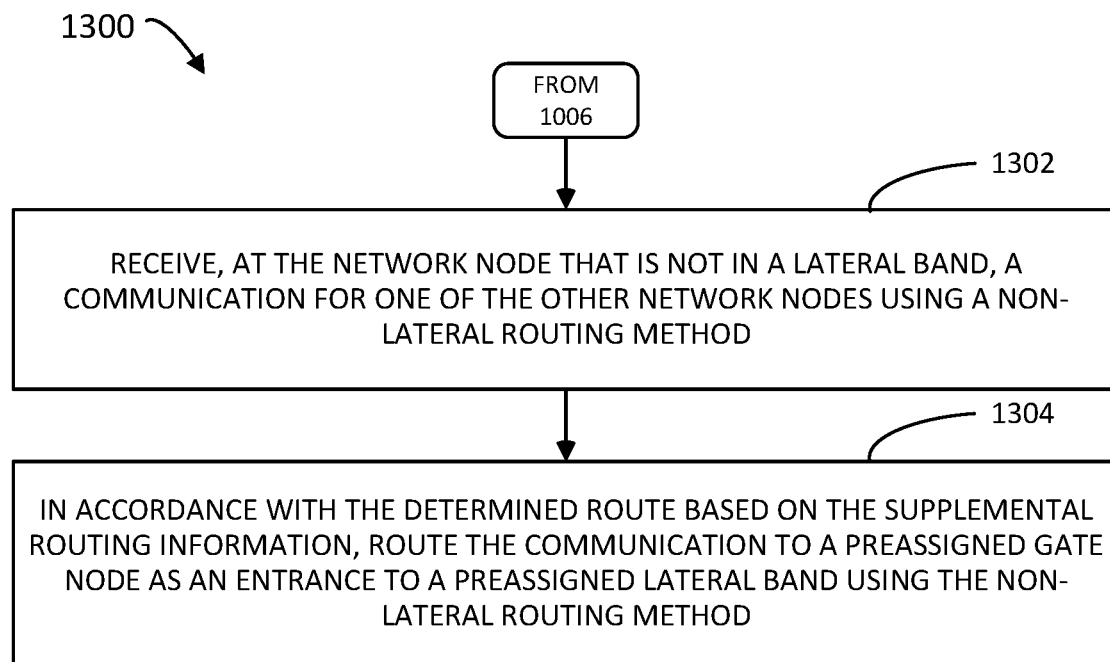 1300
FROM
1006
1302
RECEIVE, AT THE NETWORK NODE THAT IS NOT IN A LATERAL BAND, A
COMMUNICATION FOR ONE OF THE OTHER NETWORK NODES USING A NON-
LATERAL ROUTING METHOD
1304
IN ACCORDANCE WITH THE DETERMINED ROUTE BASED ON THE SUPPLEMENTAL
ROUTING INFORMATION, ROUTE THE COMMUNICATION TO A PREASSIGNED GATE
NODE AS AN ENTRANCE TO A PREASSIGNED LATERAL BAND USING THE NON-
LATERAL ROUTING METHOD